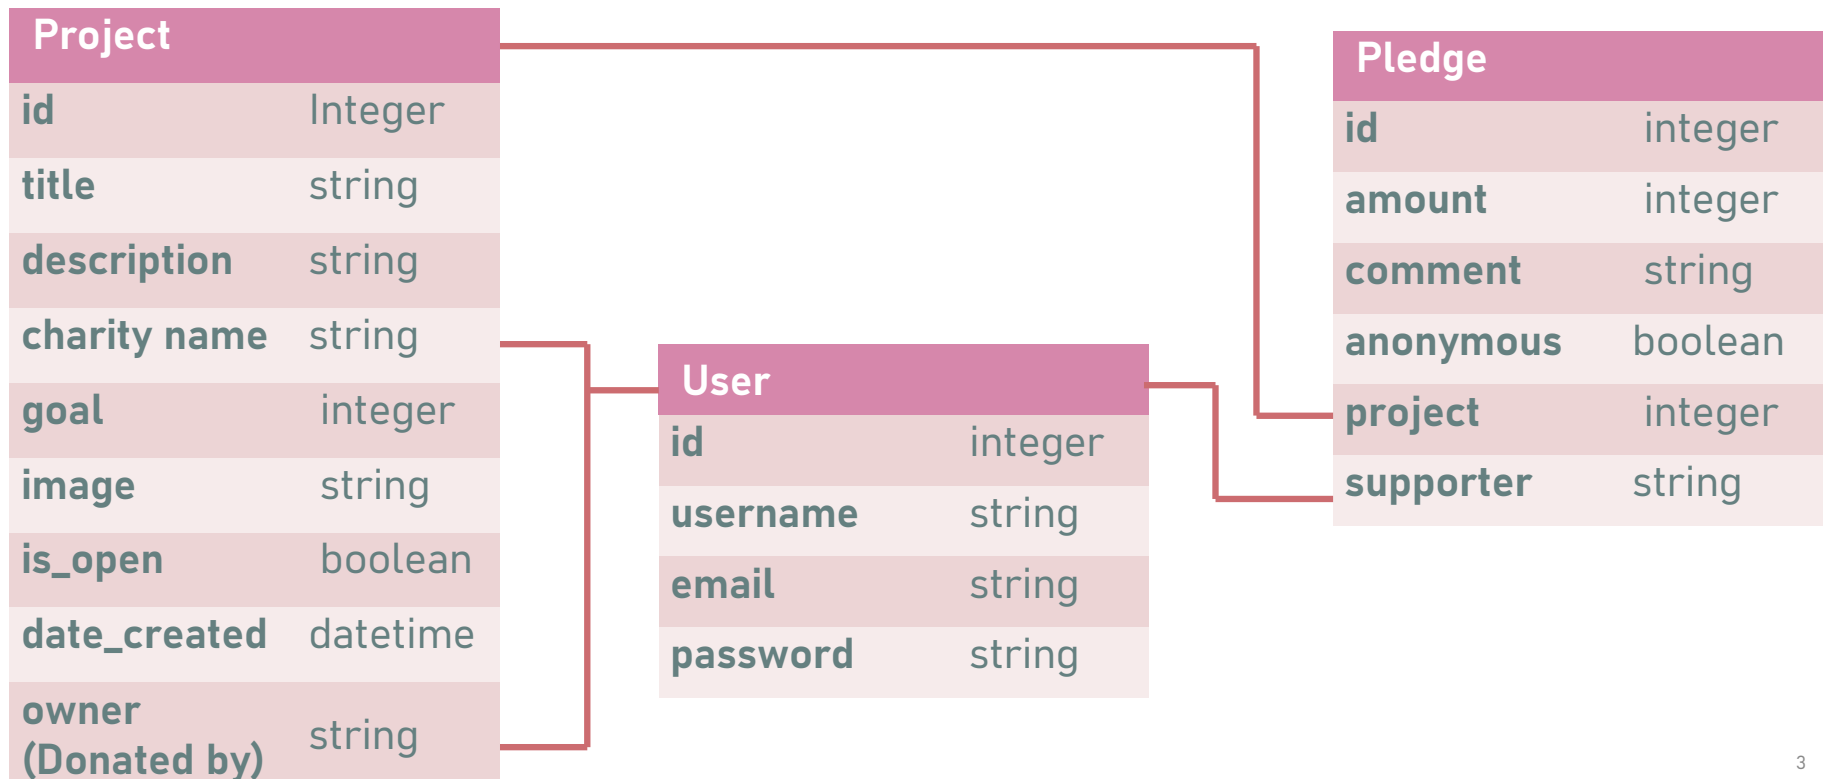 Project
id Integer
title string
description string
charity name string
goal integer
image string
is_open boolean
date_created datetime
owner
(Donated by) string
User
id integer
username string
email string
password string
Pledge
id integer
amount integer
comment string
anonymous boolean
project integer
supporter string
3